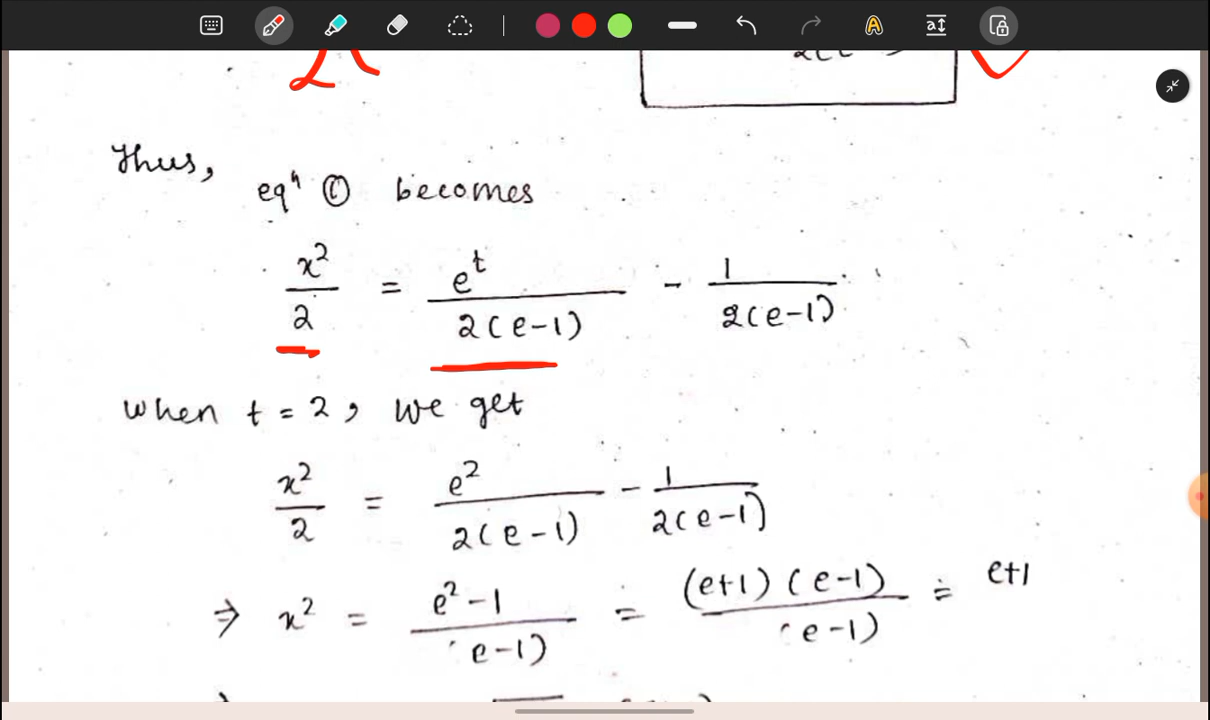 Thus,
eqⁿ ① becomes
x²/2 = e^t/2(e-1) - 1/2(e-1)
when t = 2, we get
x²/2 = e²/2(e-1) - 1/2(e-1)
⇒ x² = e²-1/(e-1) = (e+1)(e-1)/(e-1) = e+1